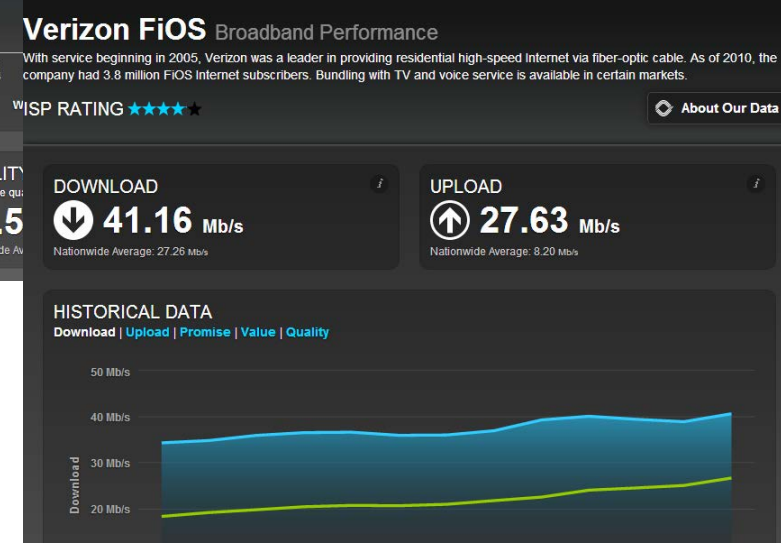 Verizon FiOS Broadband Performance
With service beginning in 2005, Verizon was a leader in providing residential high-speed Internet via fiber-optic cable. As of 2010, the
company had 3.8 million FiOS Internet subscribers. Bundling with TV and voice service is available in certain markets.
ISP RATING
About Our Data
DOWNLOAD
41.16 Mb/s
Nationwide Average: 27.26 Mb/s
UPLOAD
27.63 Mb/s
Nationwide Average: 8.20 Mb/s
HISTORICAL DATA
Download | Upload | Promise | Value | Quality
50 Mb/s
40 Mb/s
30 Mb/s
20 Mb/s
Download